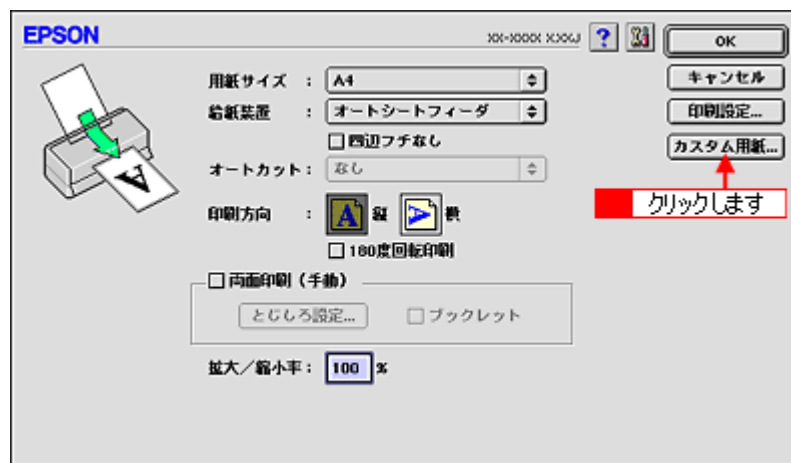 EPSON
XX-XXXX X.XXJ ? OK
用紙サイズ : A4
キャンセル
給紙装置 : オートシートフィーダ
印刷設定...
四辺フチなし
カスタム用紙...
オートカット : なし
クリックします
印刷方向 : A 縦 A 横
180度回転印刷
両面印刷 (手動)
とじしろ設定... ブックレット
拡大/縮小率 : 100 %
A